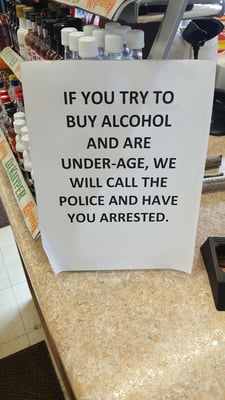 IF YOU TRY TO
BUY ALCOHOL
AND ARE
UNDER-AGE, WE
WILL CALL THE
POLICE AND HAVE
YOU ARRESTED.